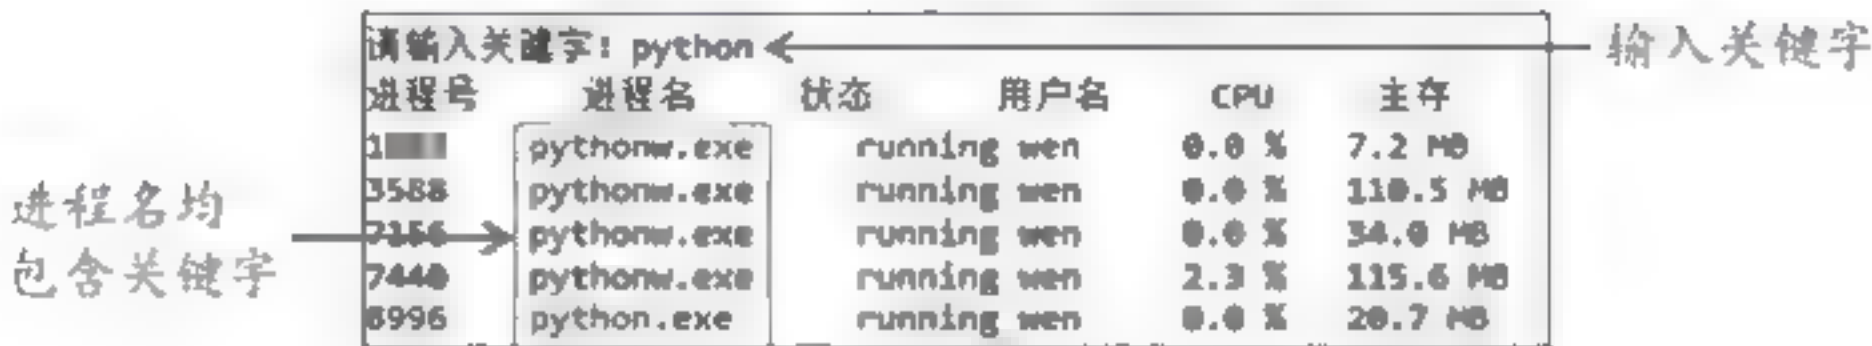 请输入关键字: python
输入关键字
进程号 进程名 状态 用户名 CPU 主存
pythonw.exe running wen 0.0 % 7.2 MB
3588 pythonw.exe running wen 0.0 % 110.5 MB
7156 pythonw.exe running wen 0.0 % 34.0 MB
7440 pythonw.exe running wen 2.3 % 115.6 MB
python.exe running wen 0.0 % 20.7 MB
进程名均
包含关键字